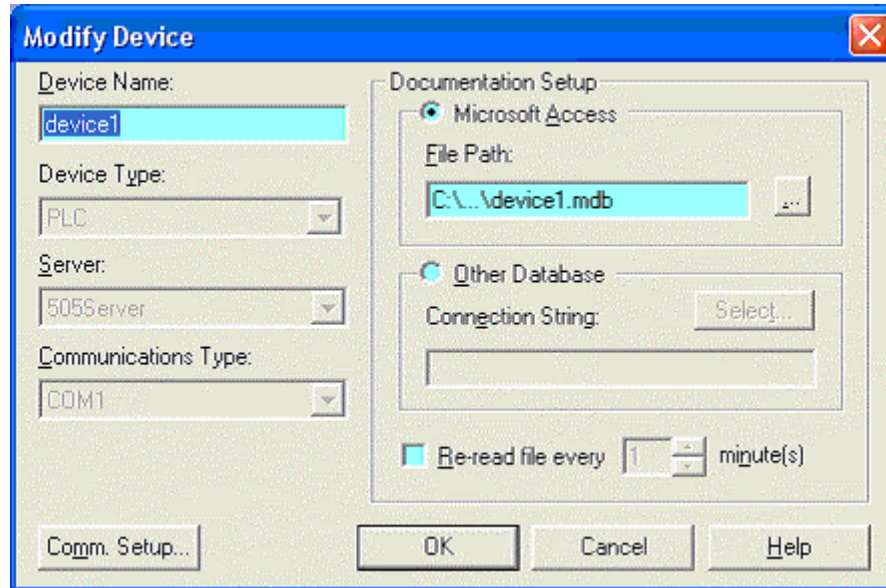 Modify Device
Device Name:
device1
Device Type:
PLC
Server:
505Server
Communications Type:
COM1
Documentation Setup
Microsoft Access
File Path:
C:\...\device1.mdb
...
Other Database
Connection String:
Select...
Re-read file every 1 minute(s)
Comm. Setup...
OK
Cancel
Help